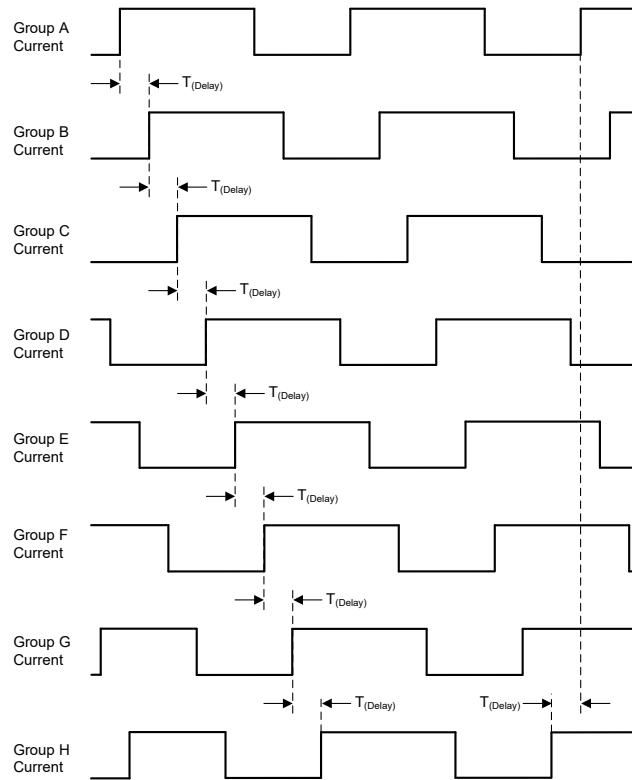 Group A
Current
T(Delay)
Group B
Current
T(Delay)
Group C
Current
T(Delay)
Group D
Current
T(Delay)
Group E
Current
T(Delay)
Group F
Current
T(Delay)
Group G
Current
T(Delay) T(Delay)
Group H
Current